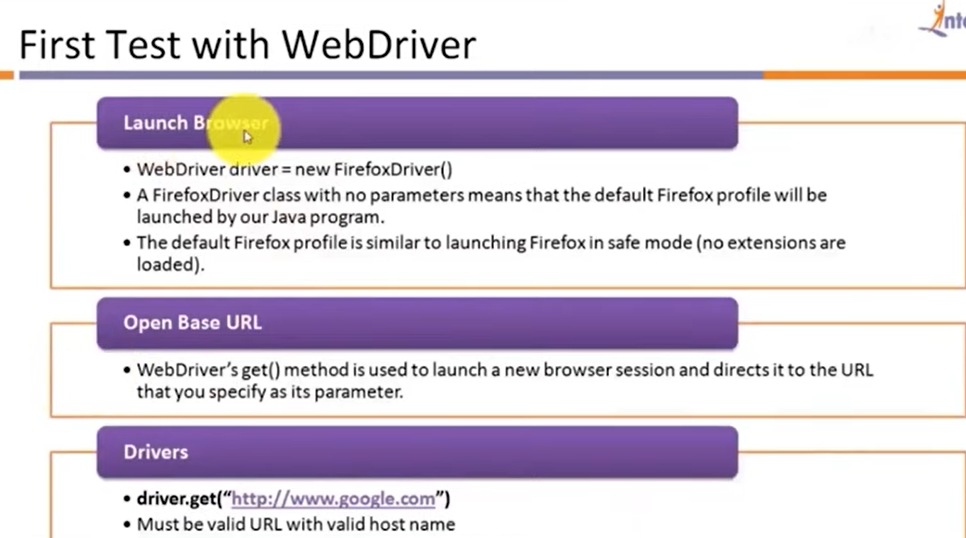 First Test with WebDriver
Launch Browser
• WebDriver driver = new FirefoxDriver()
• A FirefoxDriver class with no parameters means that the default Firefox profile will be
launched by our Java program.
• The default Firefox profile is similar to launching Firefox in safe mode (no extensions are
loaded).
Open Base URL
• WebDriver’s get() method is used to launch a new browser session and directs it to the URL
that you specify as its parameter.
Drivers
• driver.get(“http://www.google.com”)
• Must be valid URL with valid host name